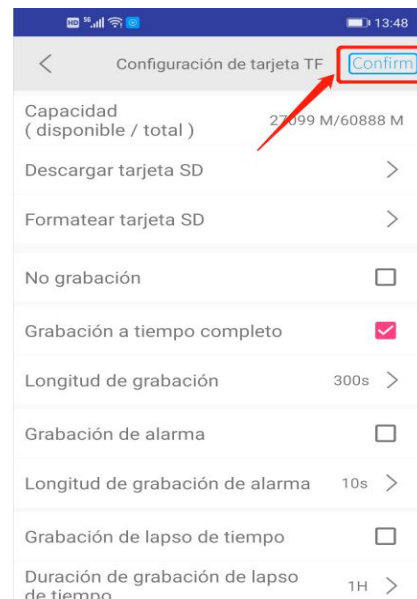 HD 5G 13:48
Configuración de tarjeta TF Confirm
Capacidad
( disponible / total ) 27099 M/60888 M
Descargar tarjeta SD
Formatear tarjeta SD
No grabación
Grabación a tiempo completo
Longitud de grabación 300s
Grabación de alarma
Longitud de grabación de alarma 10s
Grabación de lapso de tiempo
Duración de grabación de lapso
de tiempo 1H